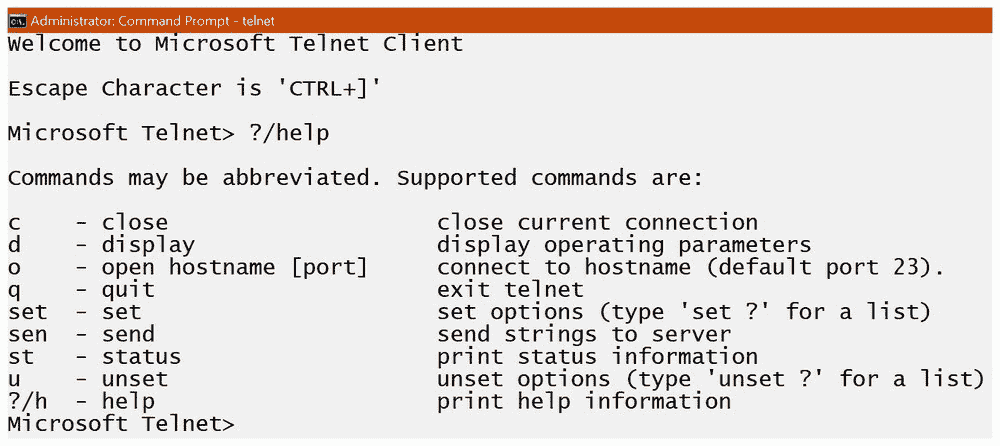 Administrator: Command Prompt - telnet
Welcome to Microsoft Telnet Client
Escape Character is 'CTRL+]'
Microsoft Telnet> ?/help
Commands may be abbreviated. Supported commands are:
c    - close                    close current connection
d    - display                  display operating parameters
o    - open hostname [port]     connect to hostname (default port 23).
q    - quit                     exit telnet
set  - set                      set options (type 'set ?' for a list)
sen  - send                     send strings to server
st   - status                   print status information
u    - unset                    unset options (type 'unset ?' for a list)
?/h  - help                     print help information
Microsoft Telnet>